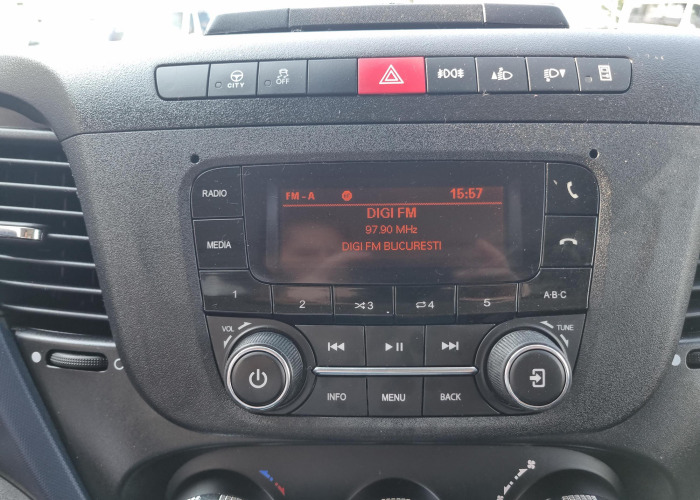 CITY OFF
RADIO
FM - A 15:57
DIGI FM
97.90 MHz
DIGI FM BUCURESTI
MEDIA
1 2 3 4 5 A·B·C
VOL TUNE
INFO MENU BACK